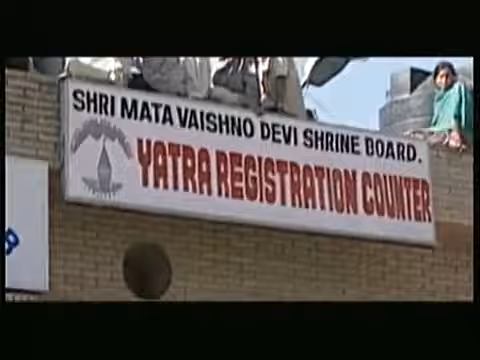 SHRI MATA VAISHNO DEVI SHRINE BOARD.
YATRA REGISTRATION COUNTER